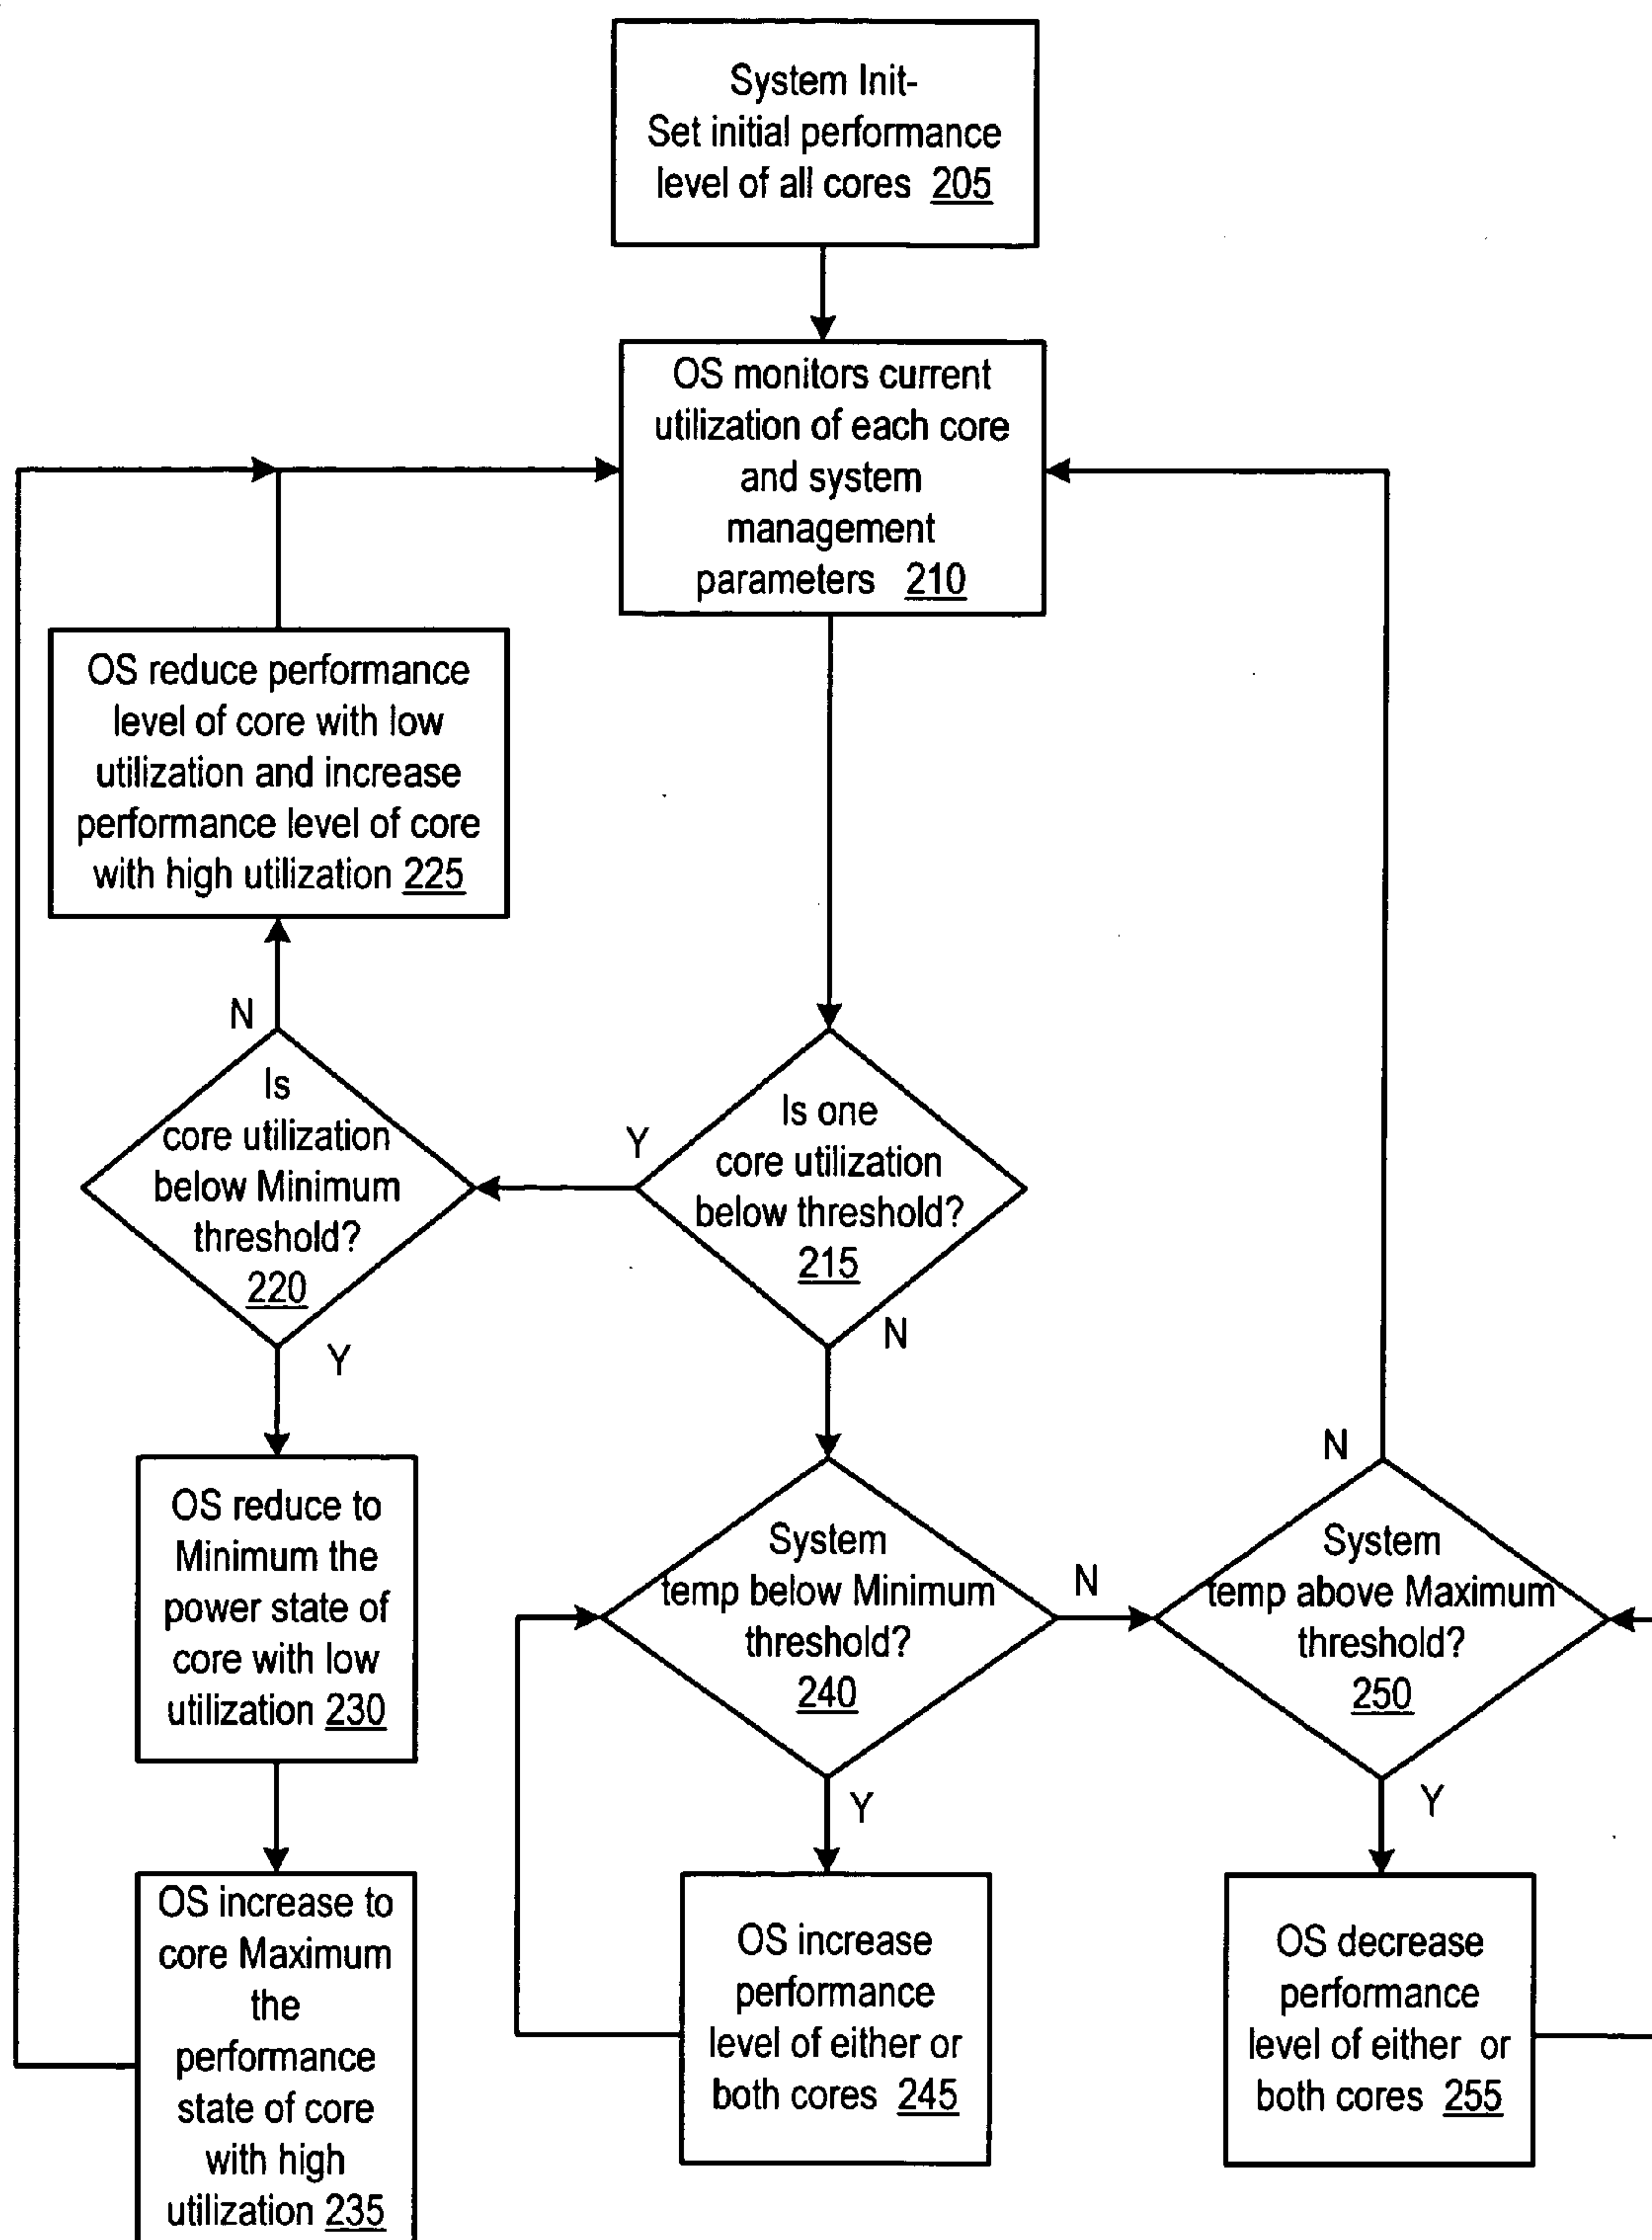 System Init-
Set initial performance
level of all cores 205
OS monitors current
utilization of each core
and system
management
parameters 210
OS reduce performance
level of core with low
utilization and increase
performance level of core
with high utilization 225
N
Is
core utilization
below Minimum
threshold?
220
Y
Is one
core utilization
below threshold?
215
Y
N
OS reduce to
Minimum the
power state of
core with low
utilization 230
System
temp below Minimum
threshold?
240
N
N
System
temp above Maximum
threshold?
250
Y
Y
OS increase to
core Maximum
the
performance
state of core
with high
utilization 235
OS increase
performance
level of either or
both cores 245
OS decrease
performance
level of either or
both cores 255